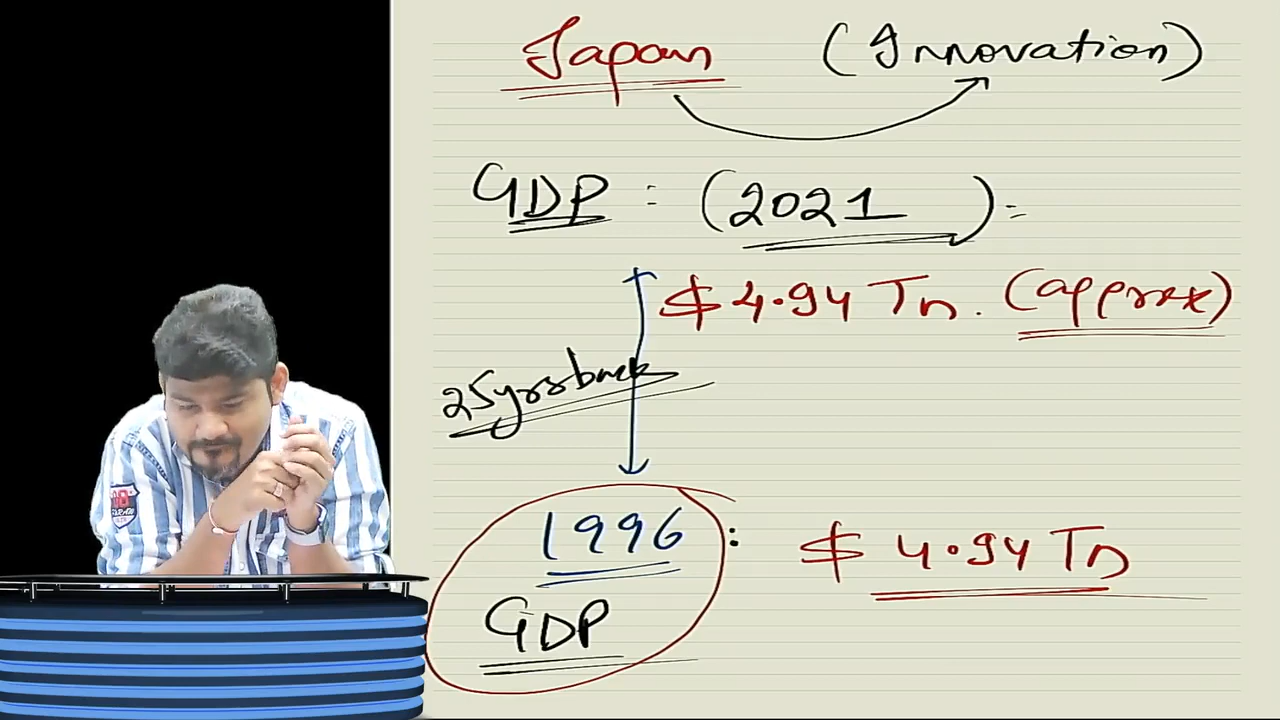 Japan (Innovation)
GDP : (2021) :-
$ 4.94 Tn. (approx)
25yrs back
1996 : $ 4.94 Tn
GDP